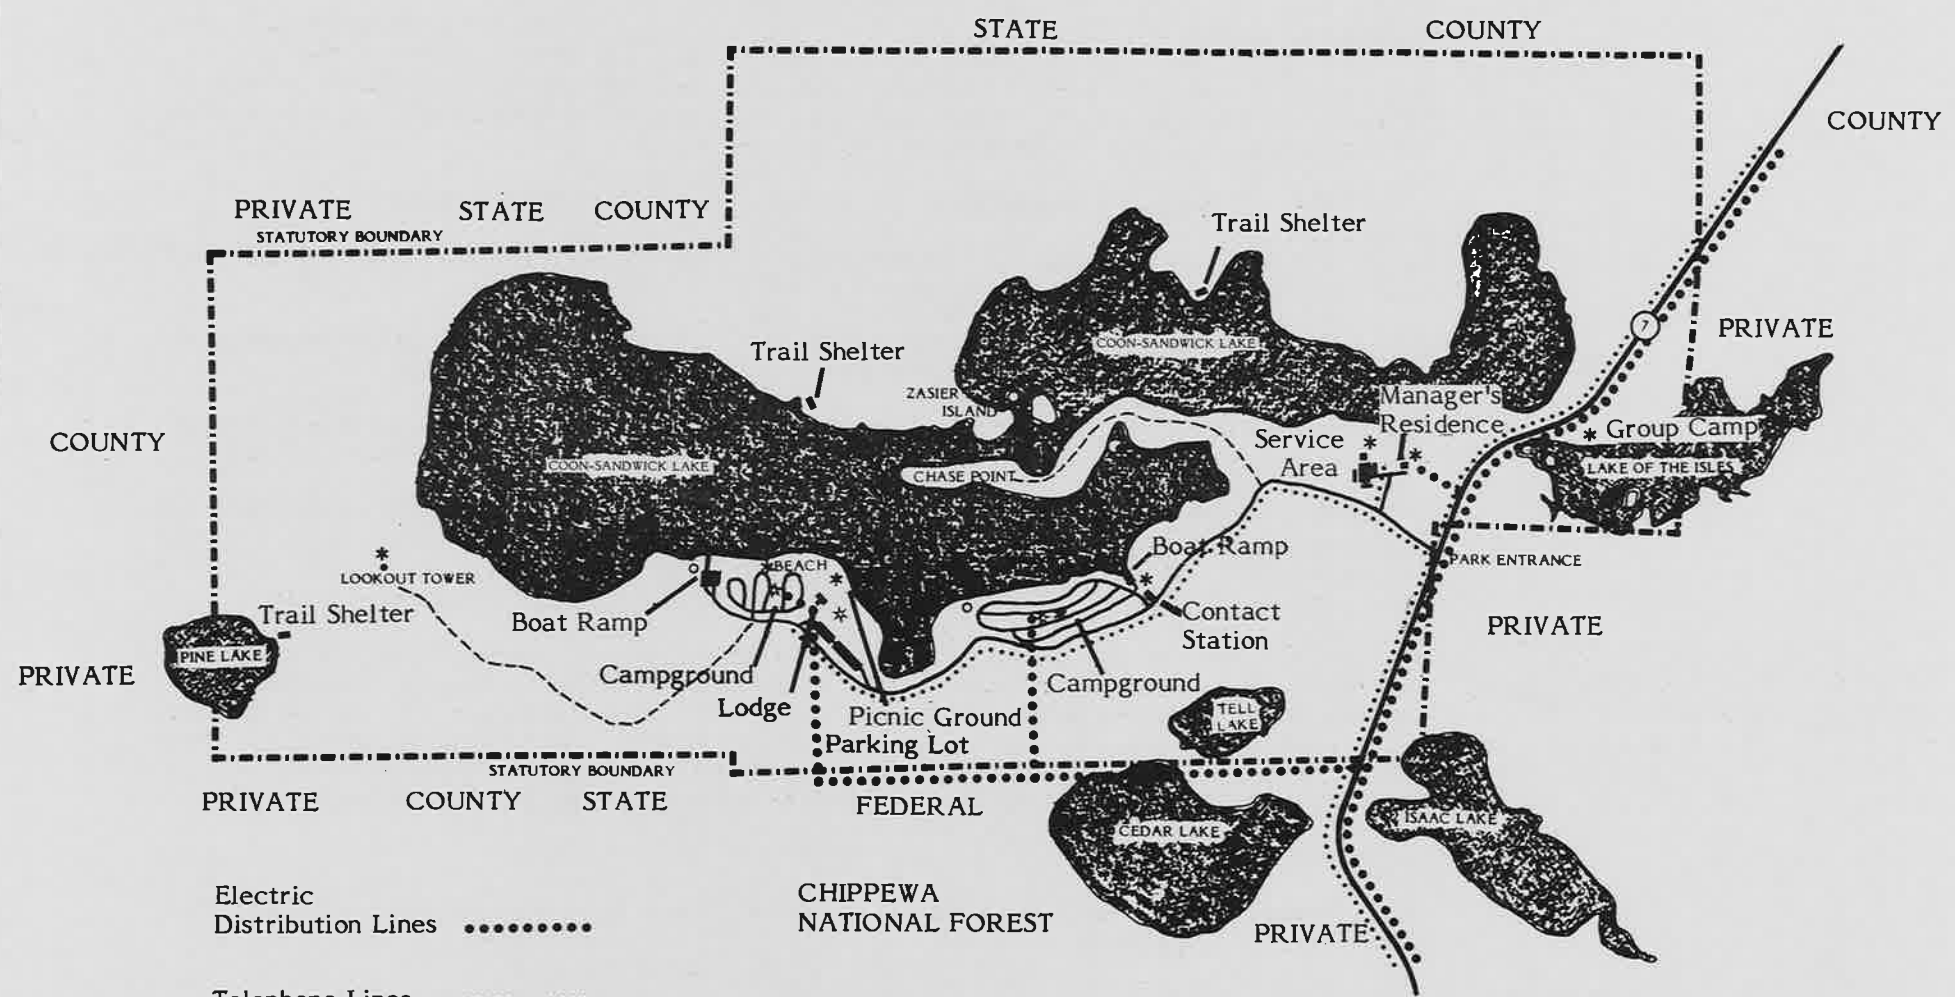 STATE
COUNTY
COUNTY
PRIVATE
STATE
COUNTY
STATUTORY BOUNDARY
Trail Shelter
7
PRIVATE
COON-SANDWICK LAKE
Trail Shelter
ZASIER
ISLAND
Manager's
Residence
COUNTY
Service
Area
Group Camp
LAKE OF THE ISLES
COON-SANDWICK LAKE
CHASE POINT
Boat Ramp
PARK ENTRANCE
BEACH
LOOKOUT TOWER
Trail Shelter
Boat Ramp
Contact
Station
PRIVATE
PINE LAKE
PRIVATE
Campground
Campground
Lodge
Picnic Ground
Parking Lot
TELL
LAKE
STATUTORY BOUNDARY
PRIVATE
COUNTY
STATE
FEDERAL
CEDAR LAKE
ISAAC LAKE
Electric
Distribution Lines
CHIPPEWA
NATIONAL FOREST
PRIVATE
Telephone Lines